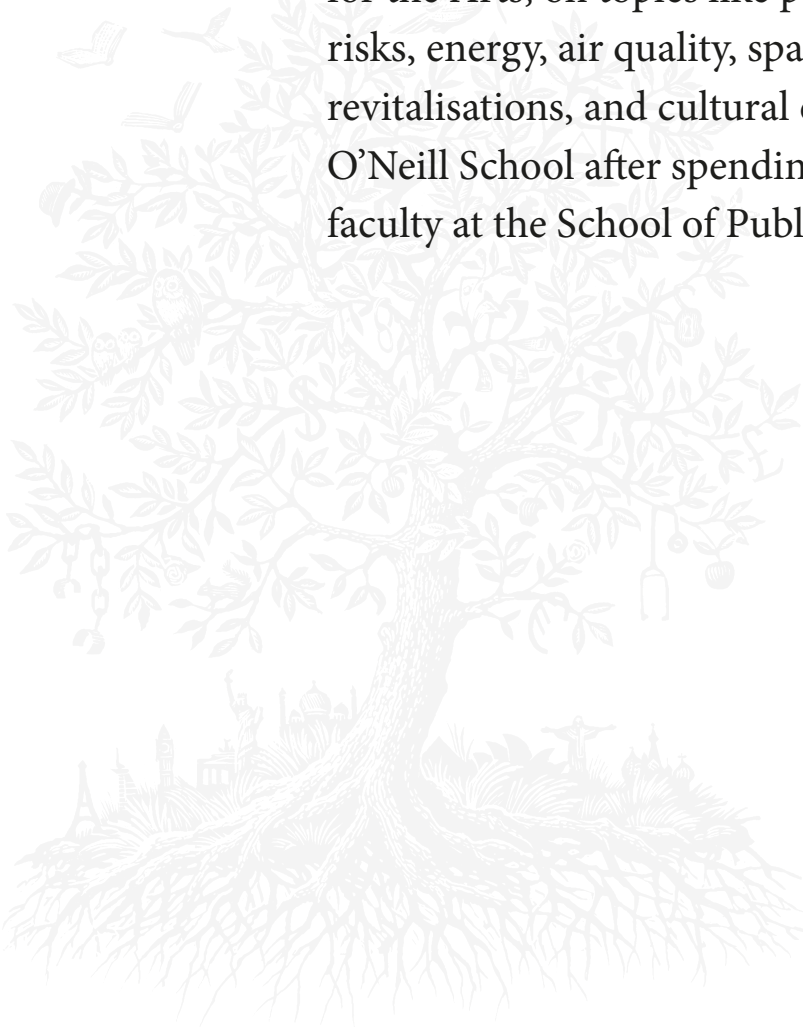 for the Arts, on topics like p
risks, energy, air quality, spa
revitalisations, and cultural
O’Neill School after spendin
faculty at the School of Publ